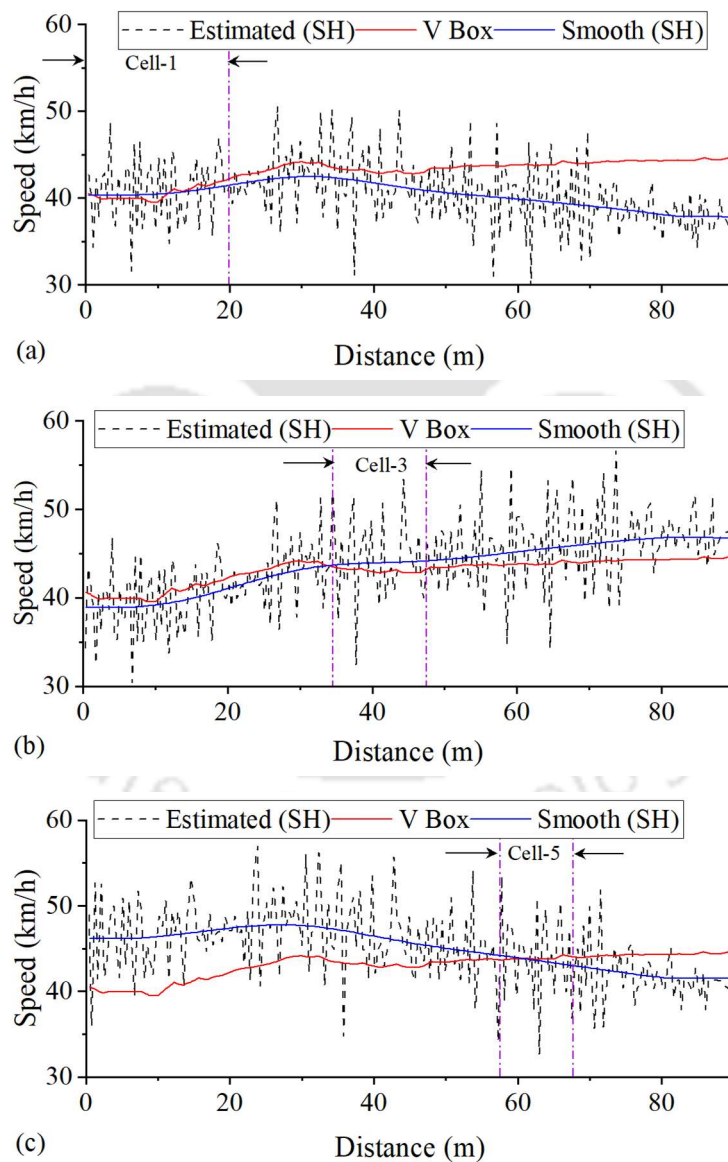 60
Estimated (SH) V Box Smooth (SH)
Cell-1
50
40
30
Speed (km/h)
0 20 40 60 80
(a)
Distance (m)
60
Estimated (SH) V Box Smooth (SH)
Cell-3
50
40
30
Speed (km/h)
0 20 40 60 80
(b)
Distance (m)
60
Estimated (SH) V Box Smooth (SH)
Cell-5
50
40
30
Speed (km/h)
0 20 40 60 80
(c)
Distance (m)